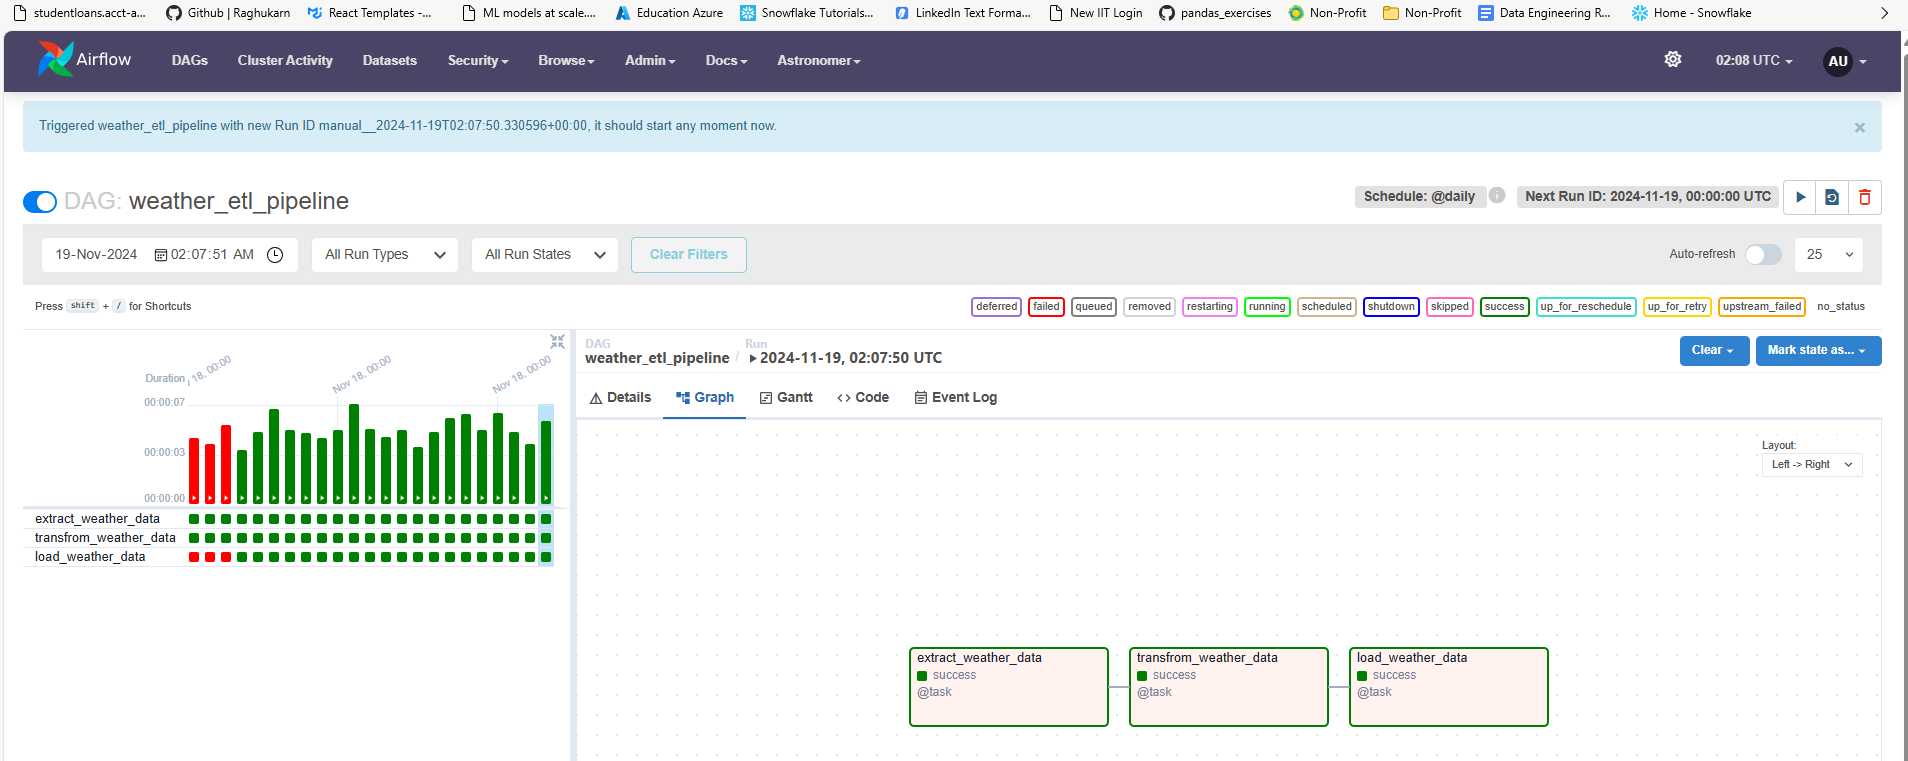 studentloans.acct-a... Github | Raghukarn React Templates -... ML models at scale.... Education Azure Snowflake Tutorials... LinkedIn Text Forma... New IIT Login pandas_exercises Non-Profit Non-Profit Data Engineering R... Home - Snowflake
Airflow DAGs Cluster Activity Datasets Security Browse Admin Docs Astronomer 02:08 UTC AU
Triggered weather_etl_pipeline with new Run ID manual__2024-11-19T02:07:50.330596+00:00, it should start any moment now. ×
DAG: weather_etl_pipeline Schedule: @daily i Next Run ID: 2024-11-19, 00:00:00 UTC
19-Nov-2024 02:07:51 AM All Run Types All Run States Clear Filters Auto-refresh 25
Press shift + / for Shortcuts deferred failed queued removed restarting running scheduled shutdown skipped success up_for_reschedule up_for_retry upstream_failed no_status
DAG Run
weather_etl_pipeline / 2024-11-19, 02:07:50 UTC Clear Mark state as...
Duration 18, 00:00 Nov 18, 00:00 Nov 18, 00:00
00:00:07
00:00:03
00:00:00
extract_weather_data
transfrom_weather_data
load_weather_data
Details Graph Gantt Code Event Log
Layout:
Left -> Right
extract_weather_data transfrom_weather_data load_weather_data
success success success
@task @task @task